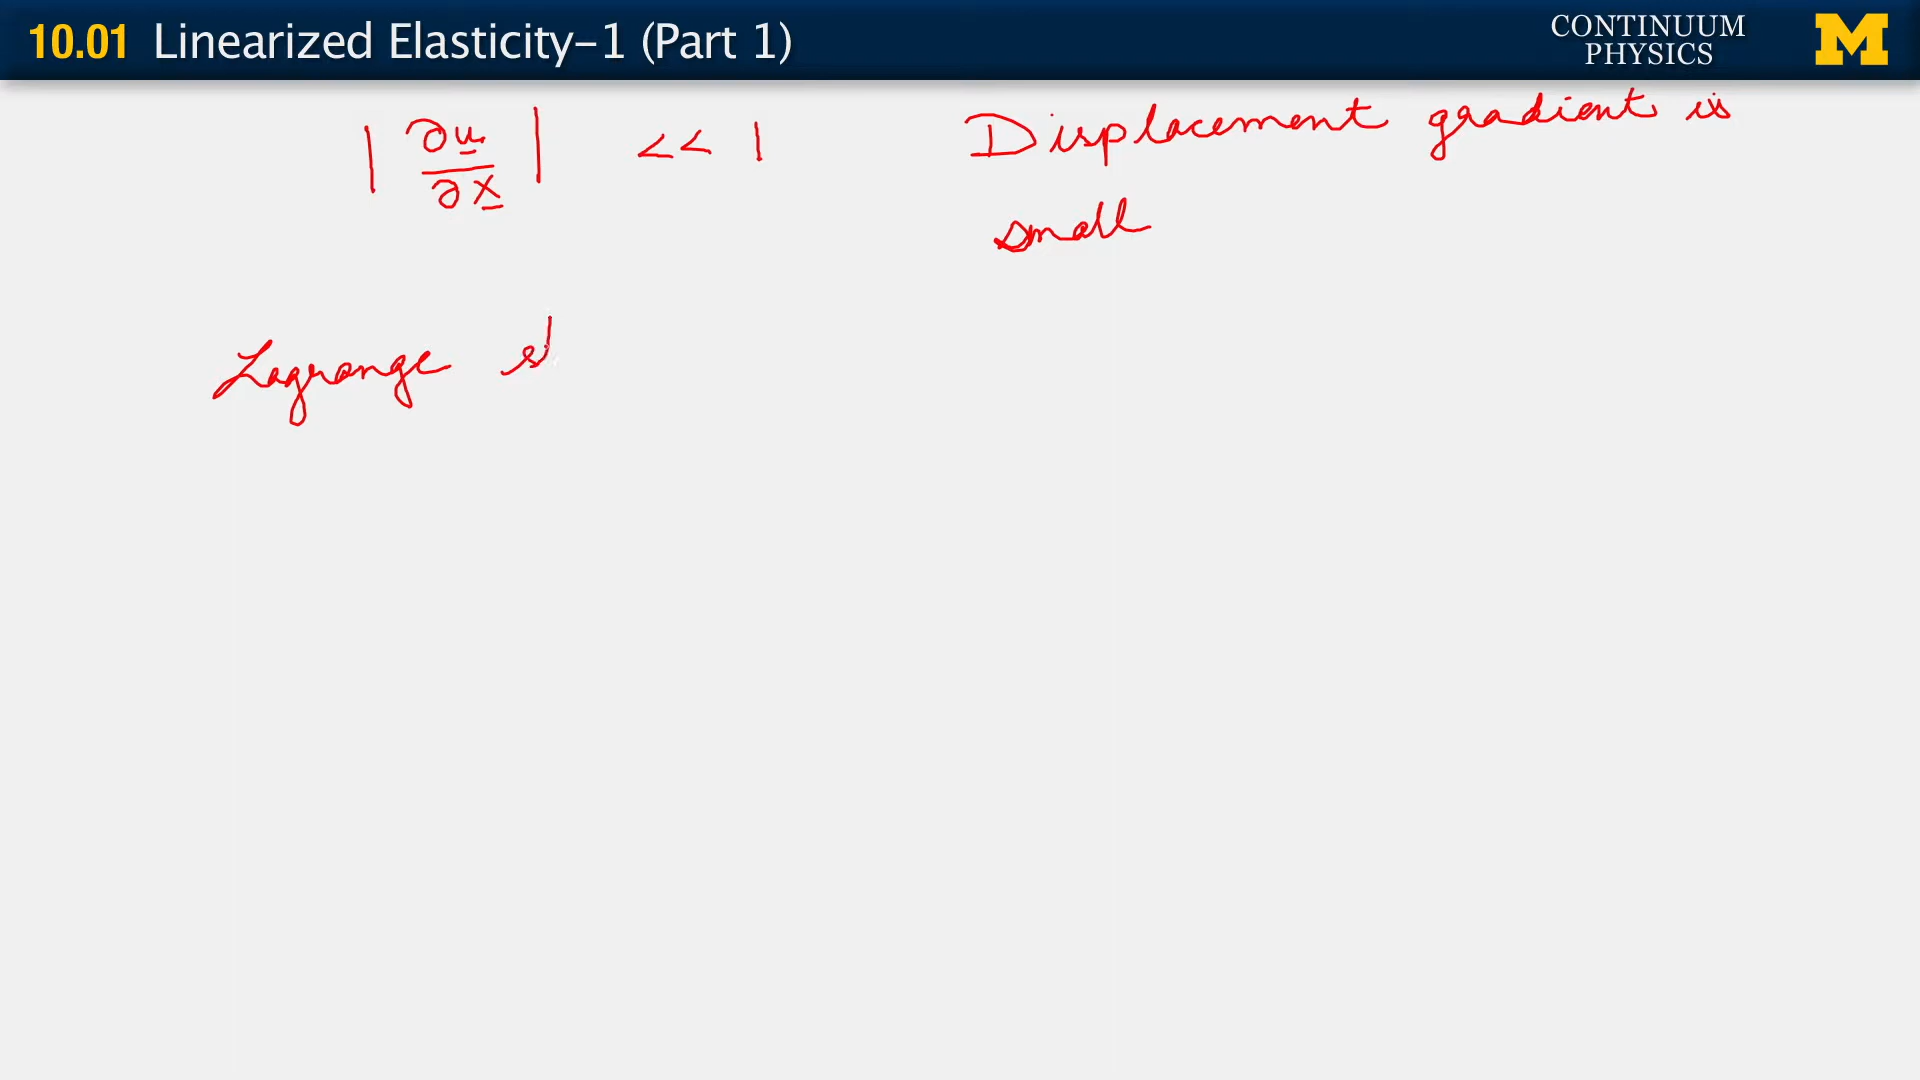 10.01 Linearized Elasticity-1 (Part 1)
CONTINUUM
PHYSICS
M
| ∂u̲ / ∂X̲ | << 1 Displacement gradient is
small
Lagrange